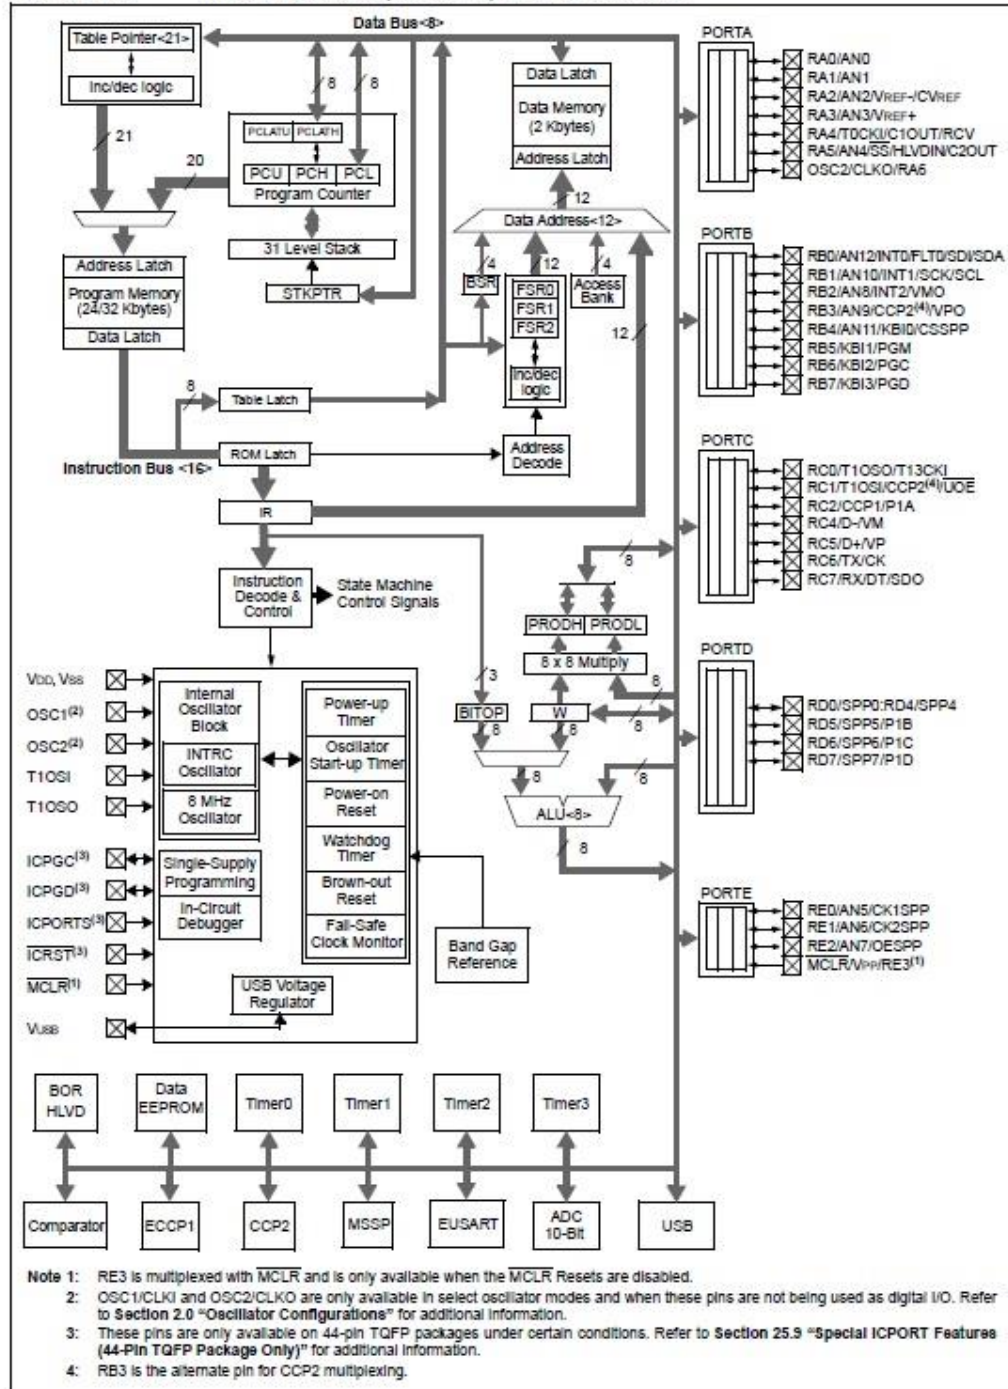 Data Bus<8>
Table Pointer<21>
Inc/dec logic
21
20
8
8
PCLATU PCLATH
PCU PCH PCL
Program Counter
31 Level Stack
STKPTR
Address Latch
Program Memory
(24/32 Kbytes)
Data Latch
8
Table Latch
Instruction Bus <16>
ROM Latch
IR
Instruction
Decode &
Control
State Machine
Control Signals
Data Latch
Data Memory
(2 Kbytes)
Address Latch
12
Data Address<12>
4
12
4
BSR
FSR0
FSR1
FSR2
Access
Bank
12
inc/dec
logic
Address
Decode
8
PRODH PRODL
8 x 8 Multiply
3
8
BITOP
W
8
8
8
8
8
ALU<8>
8
VDD, VSS
OSC1(2)
OSC2(2)
T1OSI
T1OSO
ICPGC(3)
ICPGD(3)
ICPORTS(3)
ICRST(3)
MCLR(1)
VUSB
Internal
Oscillator
Block
INTRC
Oscillator
8 MHz
Oscillator
Single-Supply
Programming
In-Circuit
Debugger
Power-up
Timer
Oscillator
Start-up Timer
Power-on
Reset
Watchdog
Timer
Brown-out
Reset
Fail-Safe
Clock Monitor
USB Voltage
Regulator
Band Gap
Reference
PORTA
RA0/AN0
RA1/AN1
RA2/AN2/VREF-/CVREF
RA3/AN3/VREF+
RA4/T0CKI/C1OUT/RCV
RA5/AN4/SS/HLVDIN/C2OUT
OSC2/CLKO/RA6
PORTB
RB0/AN12/INT0/FLT0/SDI/SDA
RB1/AN10/INT1/SCK/SCL
RB2/AN8/INT2/VMO
RB3/AN9/CCP2(4)/VPO
RB4/AN11/KBI0/CSSPP
RB5/KBI1/PGM
RB6/KBI2/PGC
RB7/KBI3/PGD
PORTC
RC0/T1OSO/T13CKI
RC1/T1OSI/CCP2(4)/UOE
RC2/CCP1/P1A
RC4/D-/VM
RC5/D+/VP
RC6/TX/CK
RC7/RX/DT/SDO
PORTD
RD0/SPP0:RD4/SPP4
RD5/SPP5/P1B
RD6/SPP6/P1C
RD7/SPP7/P1D
PORTE
RE0/AN5/CK1SPP
RE1/AN6/CK2SPP
RE2/AN7/OESPP
MCLR/VPP/RE3(1)
BOR
HLVD
Data
EEPROM
Timer0
Timer1
Timer2
Timer3
Comparator
ECCP1
CCP2
MSSP
EUSART
ADC
10-Bit
USB
Note 1: RE3 is multiplexed with MCLR and is only available when the MCLR Resets are disabled.
2: OSC1/CLKI and OSC2/CLKO are only available in select oscillator modes and when these pins are not being used as digital I/O. Refer
to Section 2.0 “Oscillator Configurations” for additional information.
3: These pins are only available on 44-pin TQFP packages under certain conditions. Refer to Section 25.9 “Special ICPORT Features
(44-Pin TQFP Package Only)” for additional information.
4: RB3 is the alternate pin for CCP2 multiplexing.